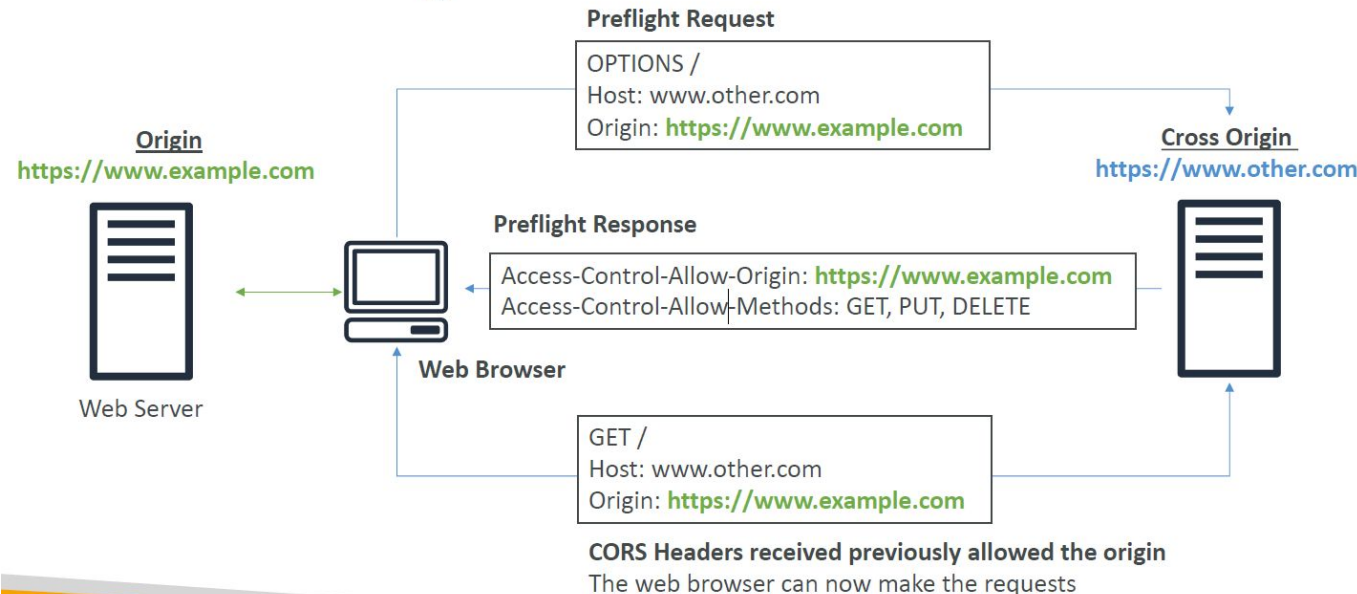 Preflight Request
OPTIONS /
Host: www.other.com
Origin: https://www.example.com
Origin
https://www.example.com
Cross Origin
https://www.other.com
Preflight Response
Access-Control-Allow-Origin: https://www.example.com
Access-Control-Allow-Methods: GET, PUT, DELETE
Web Browser
Web Server
GET /
Host: www.other.com
Origin: https://www.example.com
CORS Headers received previously allowed the origin
The web browser can now make the requests